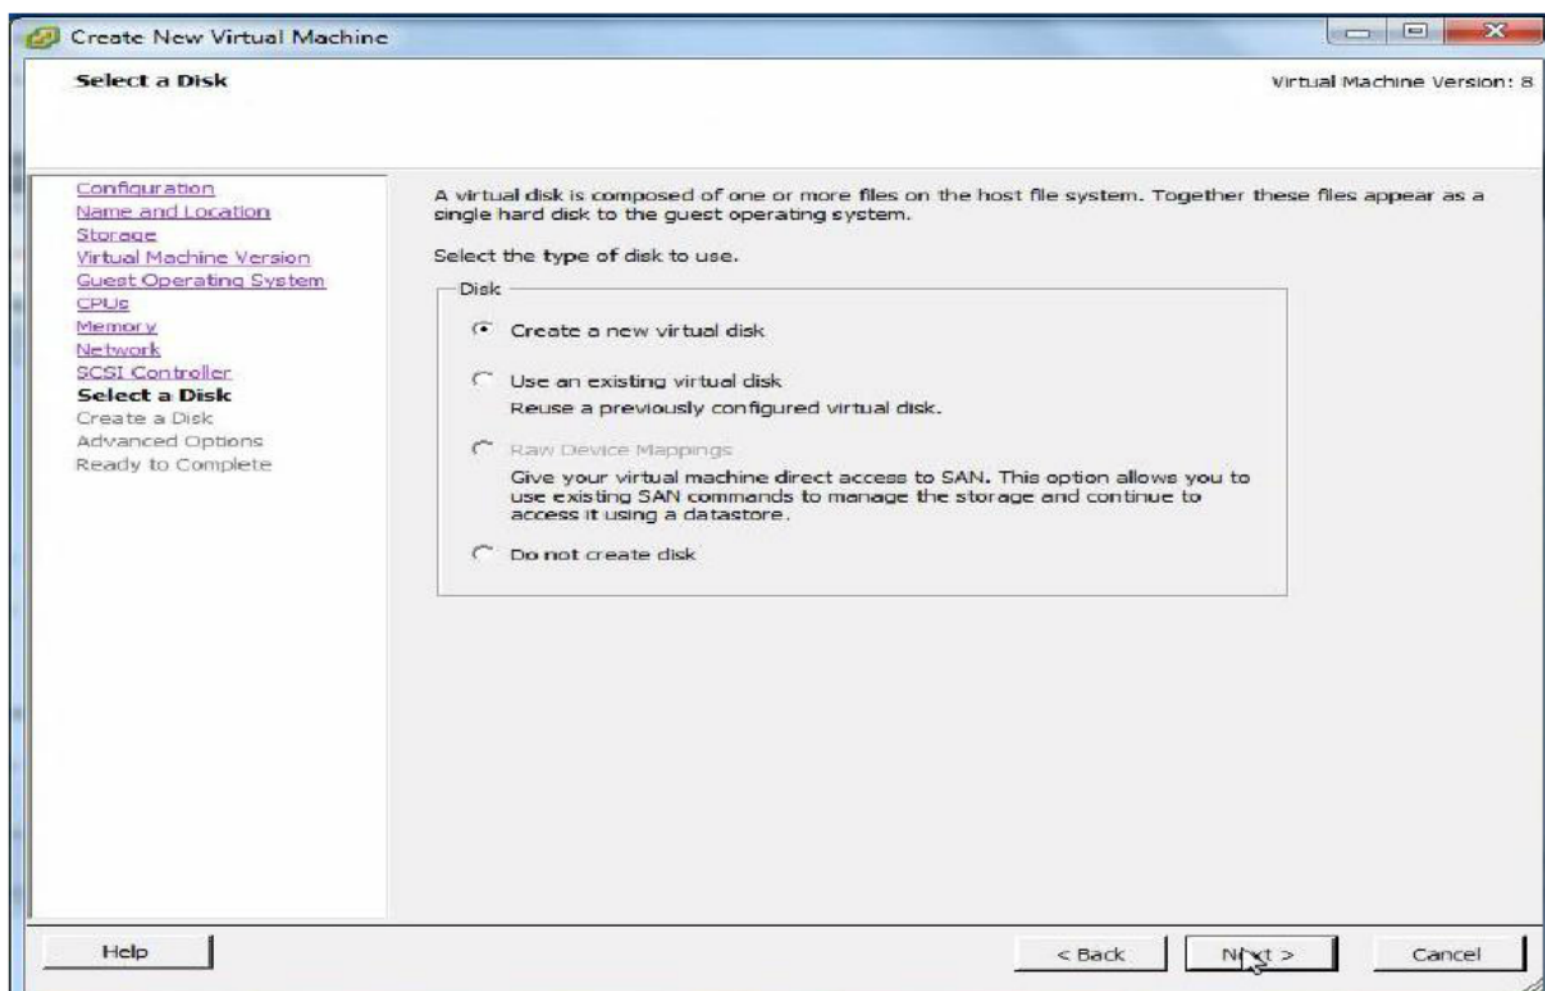 Create New Virtual Machine
Select a Disk
Virtual Machine Version: 8
Configuration
Name and Location
Storage
Virtual Machine Version
Guest Operating System
CPUs
Memory
Network
SCSI Controller
Select a Disk
Create a Disk
Advanced Options
Ready to Complete
A virtual disk is composed of one or more files on the host file system. Together these files appear as a
single hard disk to the guest operating system.
Select the type of disk to use.
Disk
Create a new virtual disk
Use an existing virtual disk
Reuse a previously configured virtual disk.
Raw Device Mappings
Give your virtual machine direct access to SAN. This option allows you to
use existing SAN commands to manage the storage and continue to
access it using a datastore.
Do not create disk
Help
< Back
Next >
Cancel